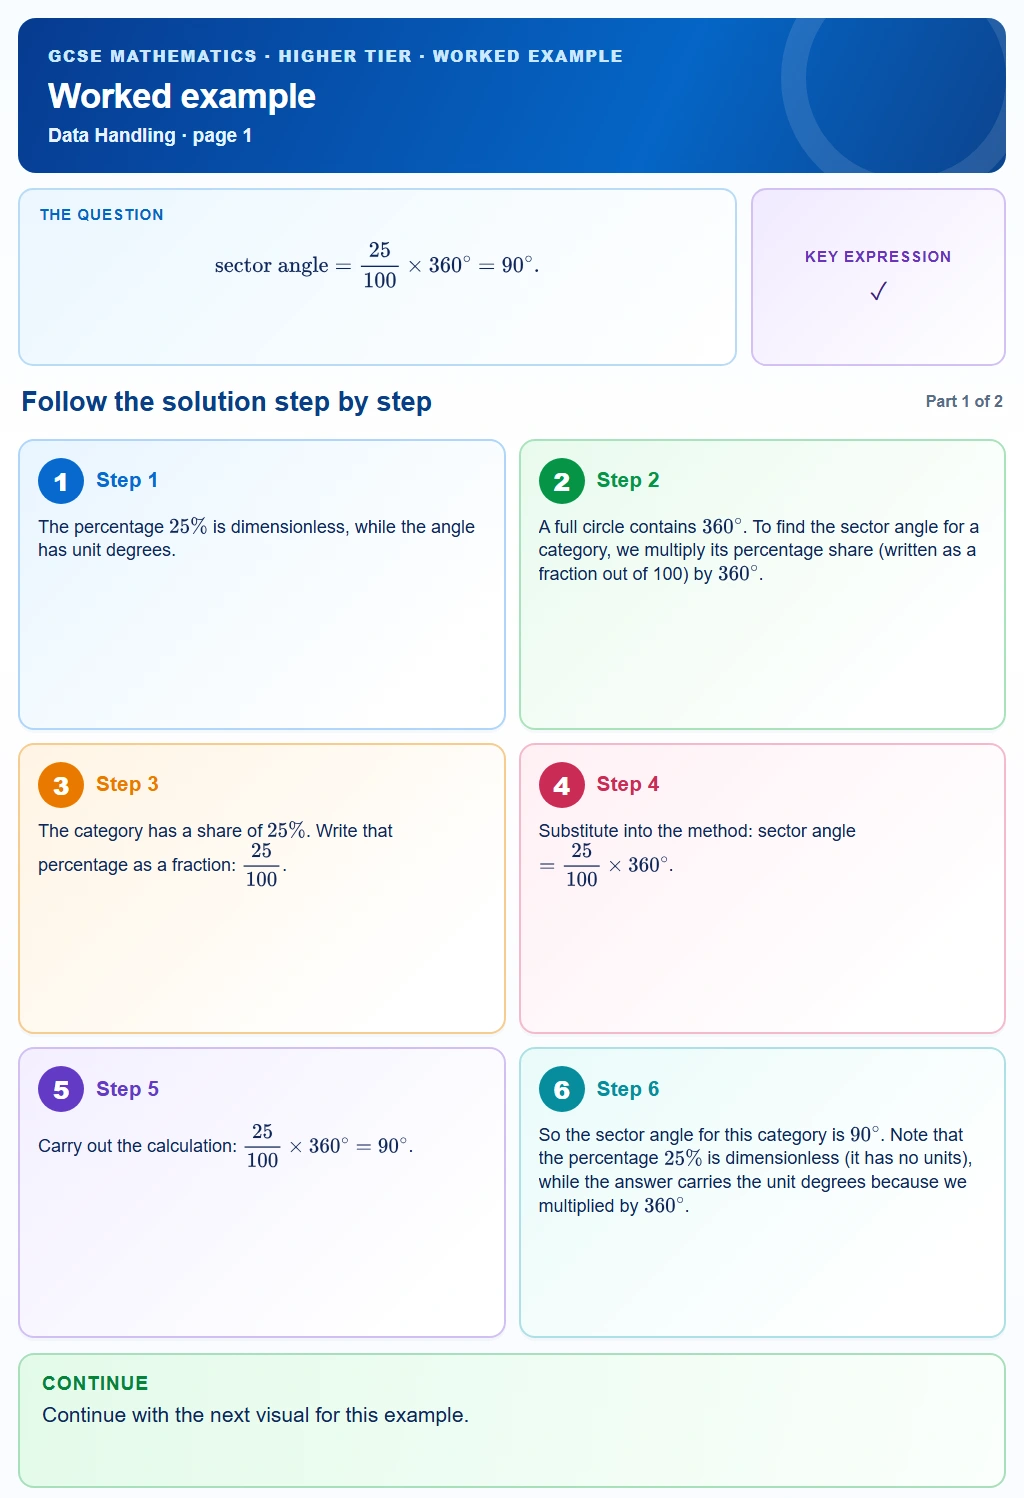 GCSE MATHEMATICS · HIGHER TIER · WORKED EXAMPLE
Worked example
Data Handling · page 1
THE QUESTION
sector angle = 25/100 × 360° = 90°.
KEY EXPRESSION
✓
Follow the solution step by step
Part 1 of 2
1 Step 1
The percentage 25% is dimensionless, while the angle
has unit degrees.
2 Step 2
A full circle contains 360°. To find the sector angle for a
category, we multiply its percentage share (written as a
fraction out of 100) by 360°.
3 Step 3
The category has a share of 25%. Write that
percentage as a fraction: 25/100.
4 Step 4
Substitute into the method: sector angle
= 25/100 × 360°.
5 Step 5
Carry out the calculation: 25/100 × 360° = 90°.
6 Step 6
So the sector angle for this category is 90°. Note that
the percentage 25% is dimensionless (it has no units),
while the answer carries the unit degrees because we
multiplied by 360°.
CONTINUE
Continue with the next visual for this example.